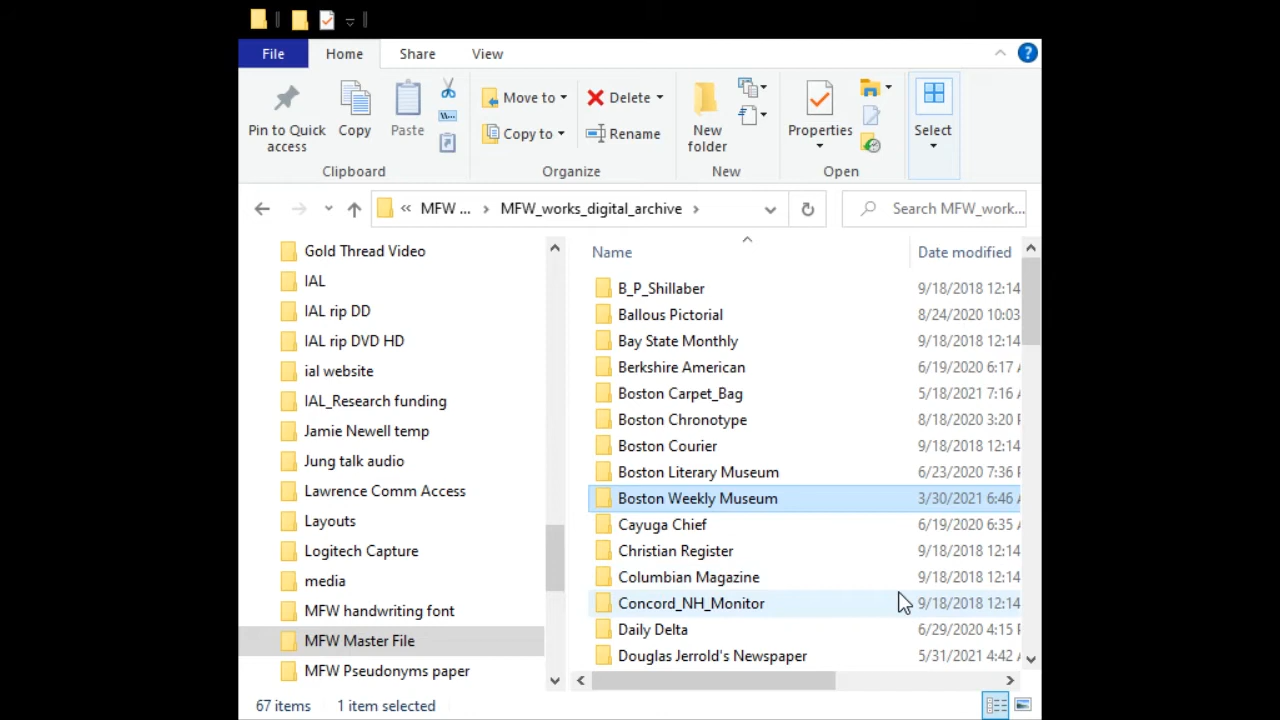 File Home Share View
Pin to Quick access
Copy
Paste
Clipboard
Move to
Copy to
Delete
Rename
Organize
New folder
New
Properties
Open
Select
« MFW ... › MFW_works_digital_archive ›
Search MFW_work...
Gold Thread Video
IAL
IAL rip DD
IAL rip DVD HD
ial website
IAL_Research funding
Jamie Newell temp
Jung talk audio
Lawrence Comm Access
Layouts
Logitech Capture
media
MFW handwriting font
MFW Master File
MFW Pseudonyms paper
Name Date modified
B_P_Shillaber 9/18/2018 12:14
Ballous Pictorial 8/24/2020 10:03
Bay State Monthly 9/18/2018 12:14
Berkshire American 6/19/2020 6:17
Boston Carpet_Bag 5/18/2021 7:16
Boston Chronotype 8/18/2020 3:20
Boston Courier 9/18/2018 12:14
Boston Literary Museum 6/23/2020 7:36
Boston Weekly Museum 3/30/2021 6:46
Cayuga Chief 6/19/2020 6:35
Christian Register 9/18/2018 12:14
Columbian Magazine 9/18/2018 12:14
Concord_NH_Monitor 9/18/2018 12:14
Daily Delta 6/29/2020 4:15
Douglas Jerrold's Newspaper 5/31/2021 4:42
67 items 1 item selected